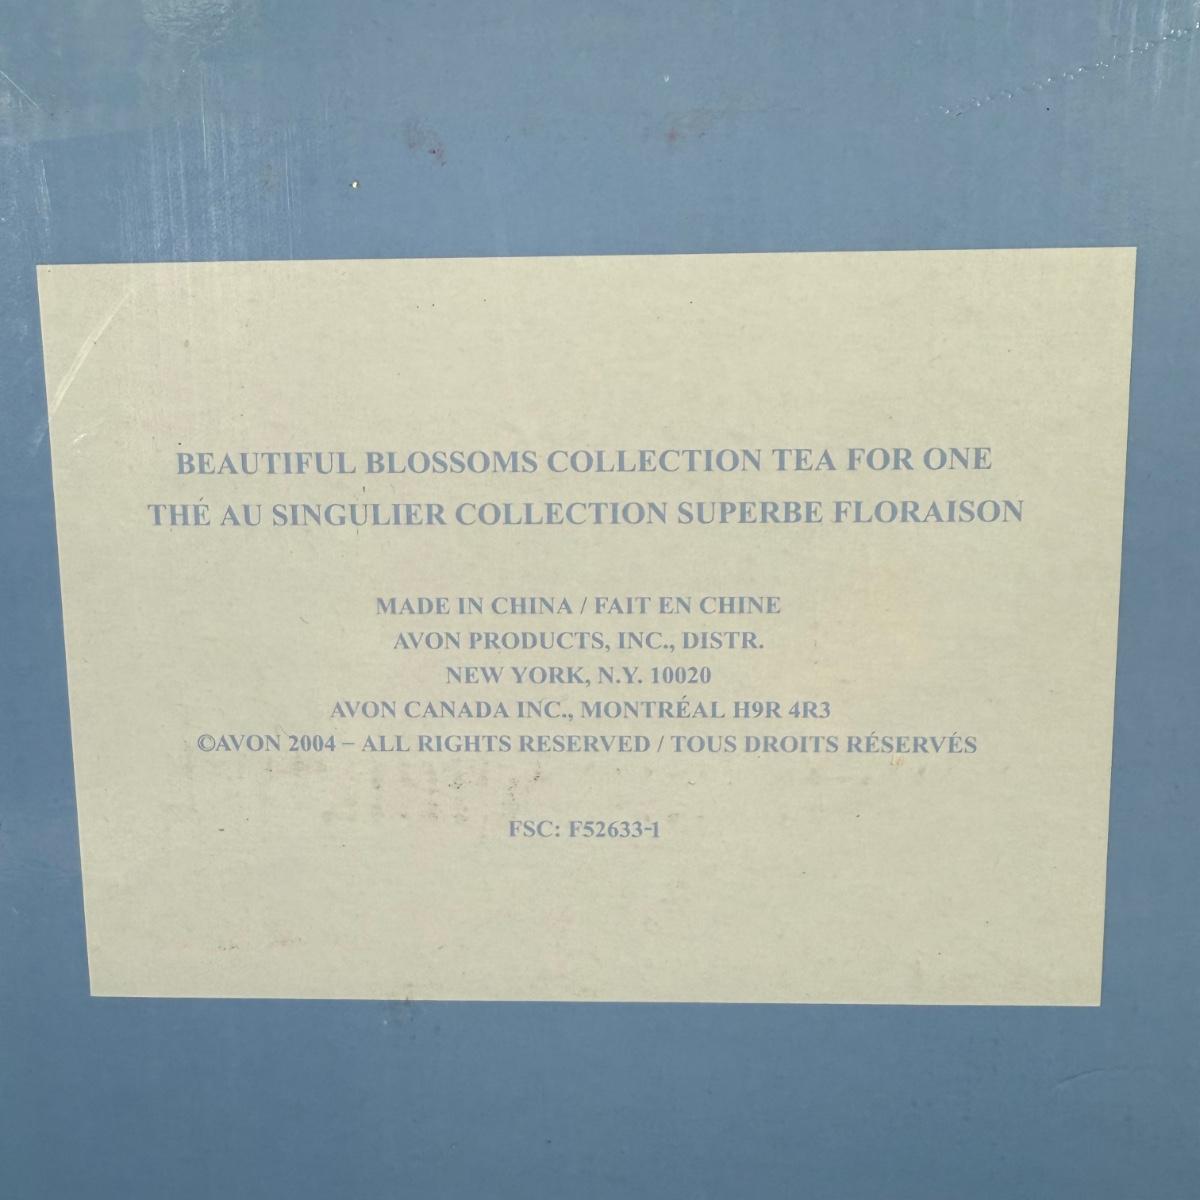 BEAUTIFUL BLOSSOMS COLLECTION TEA FOR ONE
THÉ AU SINGULIER COLLECTION SUPERBE FLORAISON
MADE IN CHINA / FAIT EN CHINE
AVON PRODUCTS, INC., DISTR.
NEW YORK, N.Y. 10020
AVON CANADA INC., MONTRÉAL H9R 4R3
©AVON 2004 – ALL RIGHTS RESERVED / TOUS DROITS RÉSERVÉS
FSC: F52633-1